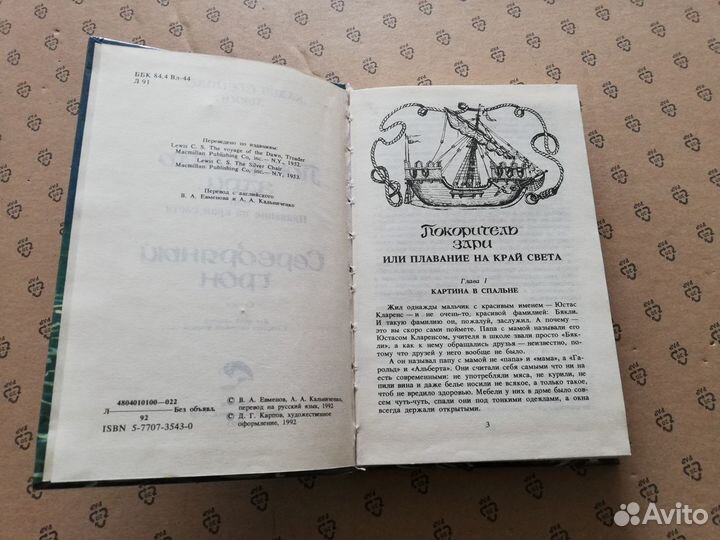 ББК 84.4 Вл-44
Л 91
Переведено по изданиям:
Lewis C. S. The voyage of the Dawn, Treader
Macmillan Publishing Co, inc.— N.Y., 1952.
Lewis C. S. The Silver Chair
Macmillan Publishing Co, inc.— N.Y, 1953.
Перевод с английского
В. А. Евменова и А. А. Кальниченко
Серебряный
трон
4804010100—022
Л———Без объявл.
92
ISBN 5-7707-3543-0
© В. А. Евменов, А. А. Кальниченко,
перевод на русский язык, 1992
© Д. Г. Карпов, художественное
оформление, 1992
Покоритель
зари
ИЛИ ПЛАВАНИЕ НА КРАЙ СВЕТА
Глава I
КАРТИНА В СПАЛЬНЕ
Жил однажды мальчик с красивым именем — Юстас
Кларенс — и не очень-то, красивой фамилией: Бякли.
И такую фамилию он, пожалуй, заслужил. А почему —
это вы скоро сами поймете. Папа с мамой называли его
Юстасом Кларенсом, учителя в школе звали просто «Бяк-
ли», а как к нему обращались друзья — неизвестно, по-
тому что друзей у него вообще не было.
А он называл папу с мамой не «папа» и «мама», а «Га-
рольд» и «Альберта». Они считали себя самыми что ни на
есть современными: не употребляли мяса, не курили, не
пили вина и даже белье носили не всякое, а только такое,
чтоб не вредило здоровью. Мебели у них в доме было сов-
сем чуть-чуть, спали они под тонкими одеялами, а окна
всегда держали открытыми.
3
Avito